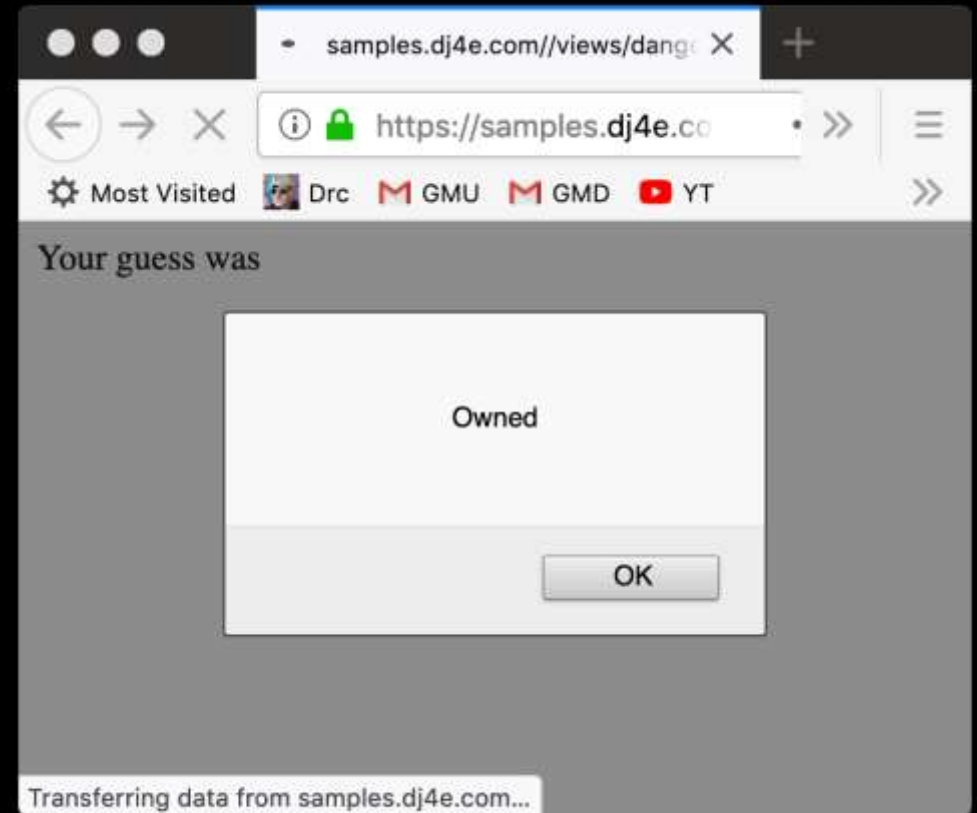 samples.dj4e.com//views/dang
https://samples.dj4e.co
Most Visited Drc GMU GMD YT
Your guess was
Owned
OK
Transferring data from samples.dj4e.com...